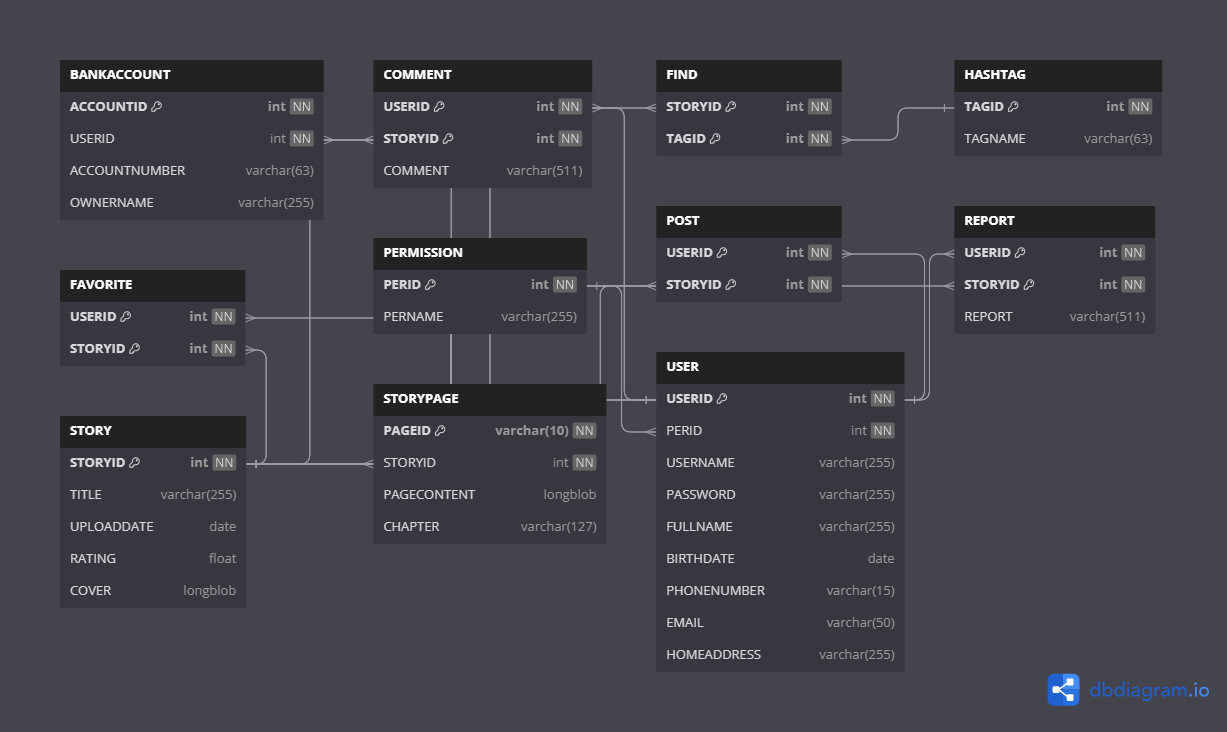 BANKACCOUNT
ACCOUNTID int NN
USERID int NN
ACCOUNTNUMBER varchar(63)
OWNERNAME varchar(255)
COMMENT
USERID int NN
STORYID int NN
COMMENT varchar(511)
FIND
STORYID int NN
TAGID int NN
HASHTAG
TAGID int NN
TAGNAME varchar(63)
FAVORITE
USERID int NN
STORYID int NN
PERMISSION
PERID int NN
PERNAME varchar(255)
POST
USERID int NN
STORYID int NN
REPORT
USERID int NN
STORYID int NN
REPORT varchar(511)
STORY
STORYID int NN
TITLE varchar(255)
UPLOADDATE date
RATING float
COVER longblob
STORYPAGE
PAGEID varchar(10) NN
STORYID int NN
PAGECONTENT longblob
CHAPTER varchar(127)
USER
USERID int NN
PERID int NN
USERNAME varchar(255)
PASSWORD varchar(255)
FULLNAME varchar(255)
BIRTHDATE date
PHONENUMBER varchar(15)
EMAIL varchar(50)
HOMEADDRESS varchar(255)
dbdiagram.io